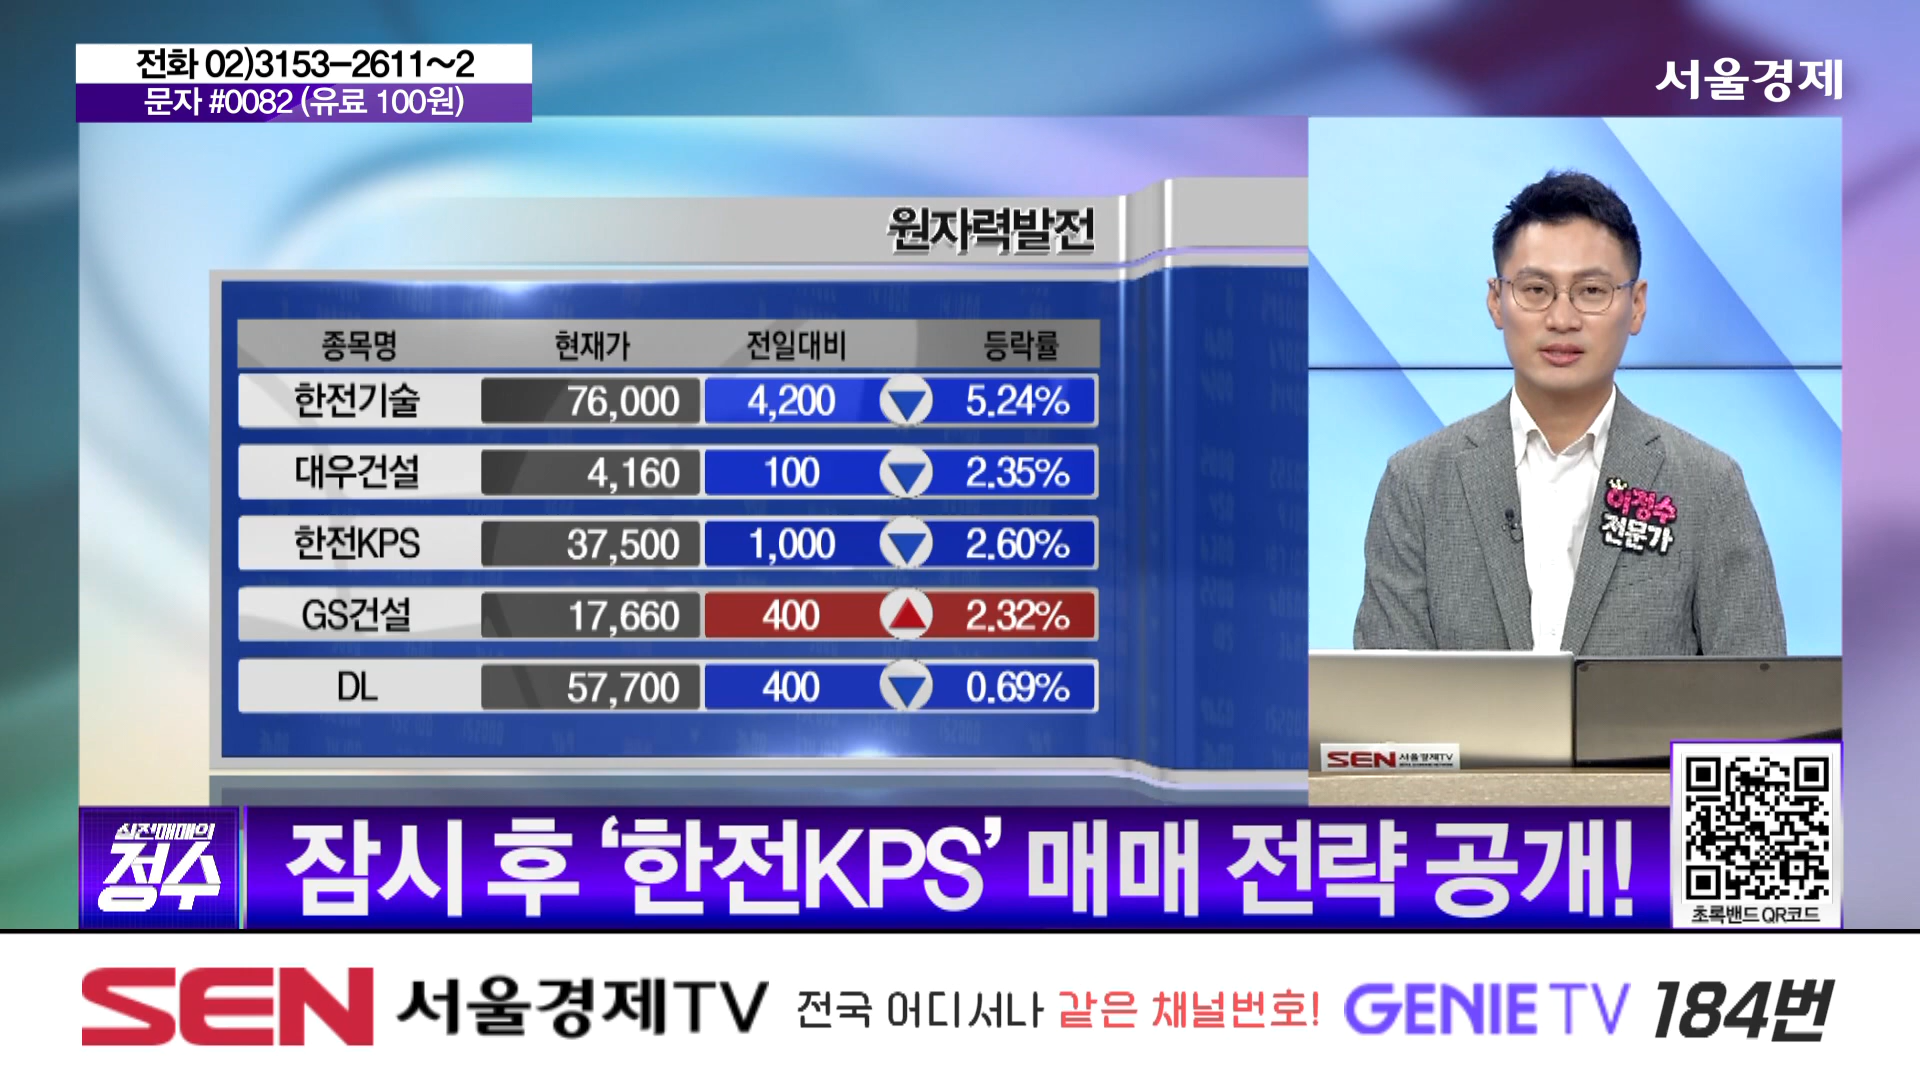 전화 02)3153-2611~2
문자 #0082 (유료 100원)
서울경제
원자력발전
종목명 현재가 전일대비 등락률
한전기술 76,000 4,200 ▼ 5.24%
대우건설 4,160 100 ▼ 2.35%
한전KPS 37,500 1,000 ▼ 2.60%
GS건설 17,660 400 ▲ 2.32%
DL 57,700 400 ▼ 0.69%
이정수
전문가
SEN 서울경제TV
실전매매의
정수
잠시 후 ‘한전KPS’ 매매 전략 공개!
초록밴드 QR코드
SEN 서울경제TV 전국 어디서나 같은 채널번호! GENIE TV 184번